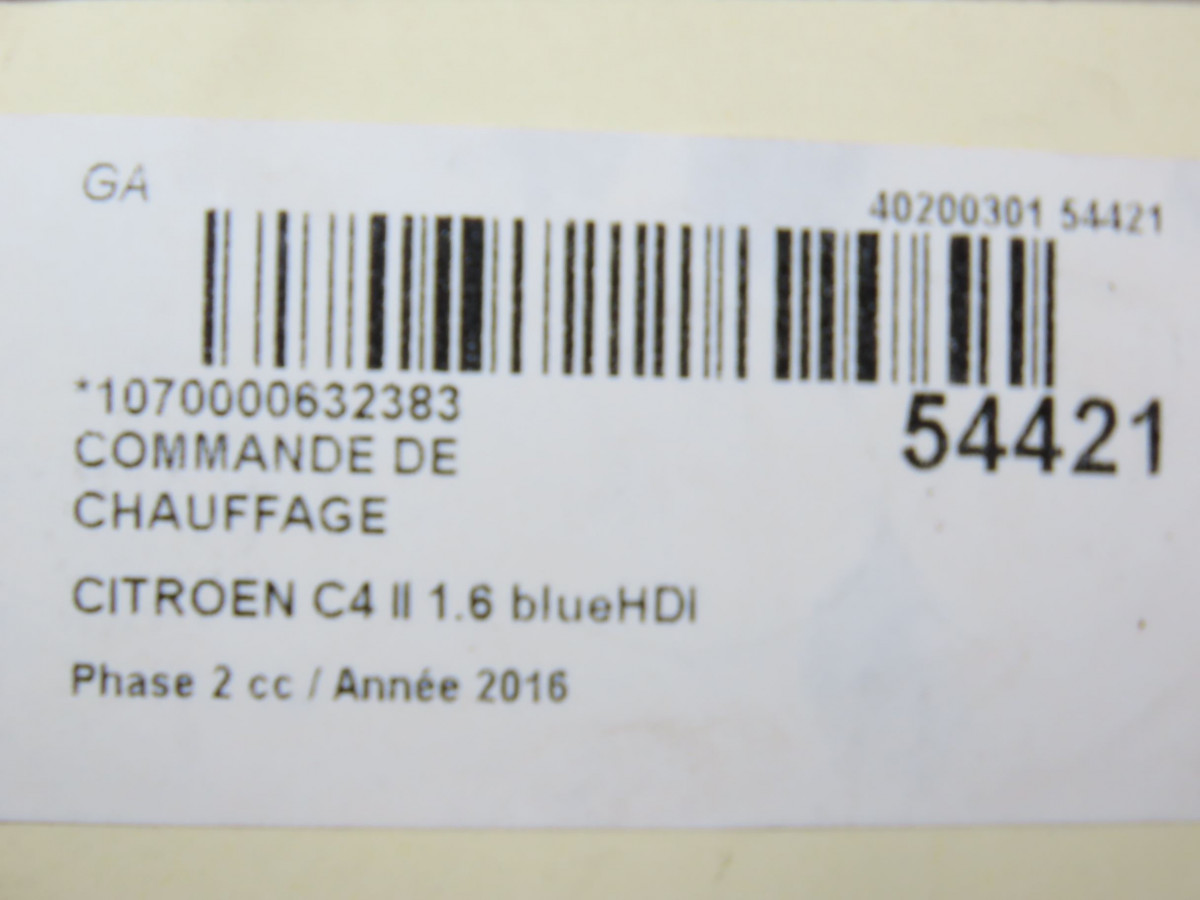 GA
40200301 54421
*1070000632383
54421
COMMANDE DE
CHAUFFAGE
CITROEN C4 II 1.6 blueHDI
Phase 2 cc / Année 2016